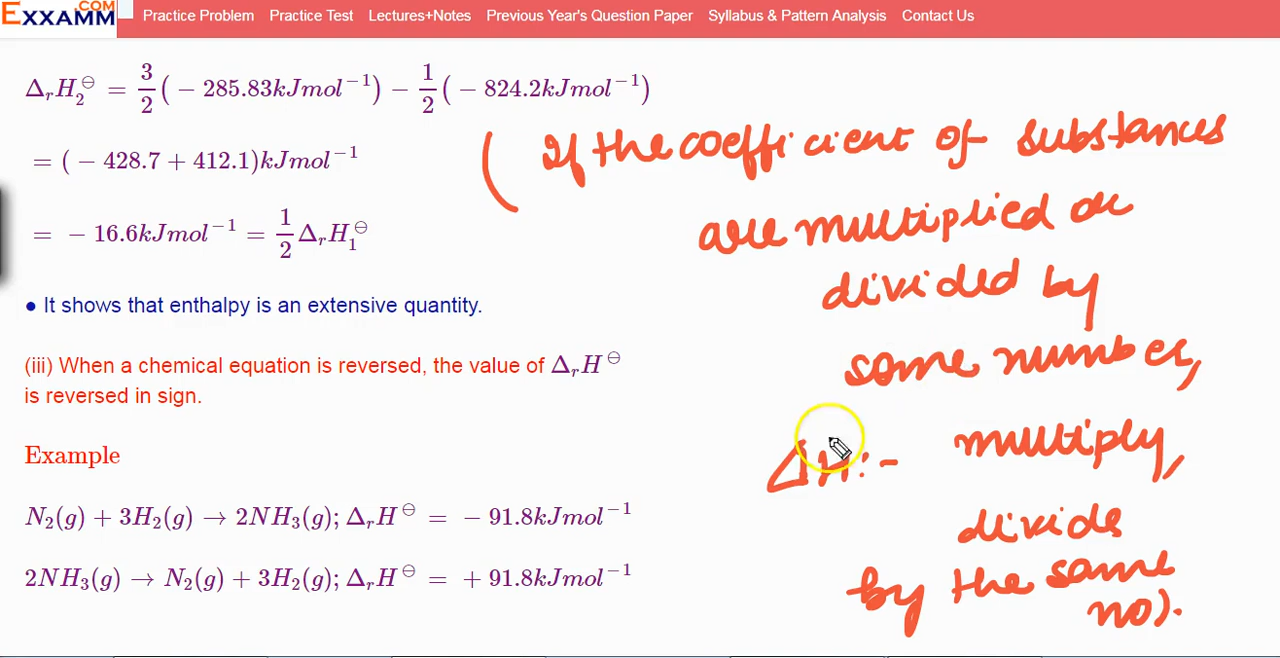 EXXAMM .COM
Practice Problem Practice Test Lectures+Notes Previous Year's Question Paper Syllabus & Pattern Analysis Contact Us
ΔᵣH₂⊖ = 3/2(− 285.83kJmol⁻¹) − 1/2(− 824.2kJmol⁻¹)
= (− 428.7 + 412.1)kJmol⁻¹
= − 16.6kJmol⁻¹ = 1/2ΔᵣH₁⊖
● It shows that enthalpy is an extensive quantity.
(iii) When a chemical equation is reversed, the value of ΔᵣH⊖
is reversed in sign.
Example
N₂(g) + 3H₂(g) → 2NH₃(g); ΔᵣH⊖ = − 91.8kJmol⁻¹
2NH₃(g) → N₂(g) + 3H₂(g); ΔᵣH⊖ = + 91.8kJmol⁻¹
( If the coefficient of substances
are multiplied or
divided by
same number,
ΔH:- multiply,
divide
by the same
no).